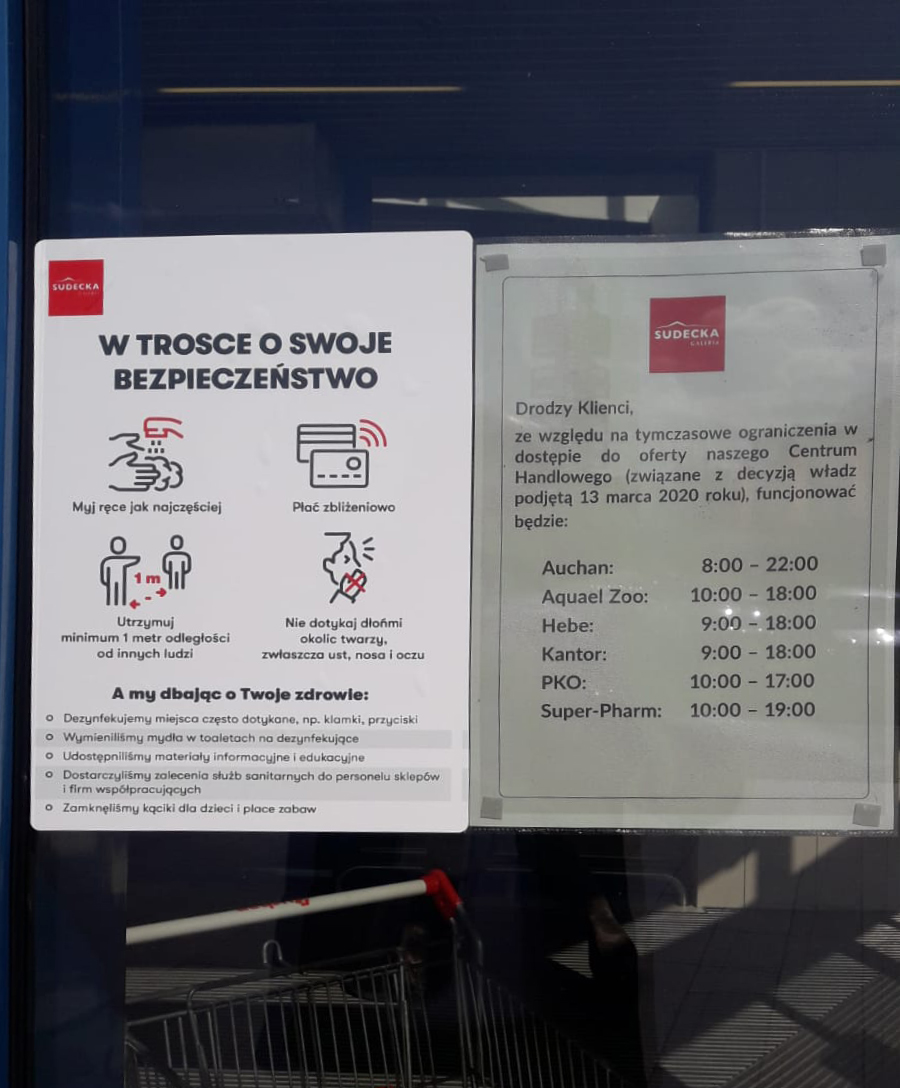 SUDECKA
GALERIA
W TROSCE O SWOJE
BEZPIECZEŃSTWO
Myj ręce jak najczęściej
Płać zbliżeniowo
1 m
Utrzymuj
minimum 1 metr odległości
od innych ludzi
Nie dotykaj dłońmi
okolic twarzy,
zwłaszcza ust, nosa i oczu
A my dbając o Twoje zdrowie:
Dezynfekujemy miejsca często dotykane, np. klamki, przyciski
Wymieniliśmy mydła w toaletach na dezynfekujące
Udostępniliśmy materiały informacyjne i edukacyjne
Dostarczyliśmy zalecenia służb sanitarnych do personelu sklepów
i firm współpracujących
Zamknęliśmy kąciki dla dzieci i place zabaw
SUDECKA
GALERIA
Drodzy Klienci,
ze względu na tymczasowe ograniczenia w
dostępie do oferty naszego Centrum
Handlowego (związane z decyzją władz
podjętą 13 marca 2020 roku), funcjonować
będzie:
Auchan: 8:00 – 22:00
Aquael Zoo: 10:00 – 18:00
Hebe: 9:00 – 18:00
Kantor: 9:00 – 18:00
PKO: 10:00 – 17:00
Super-Pharm: 10:00 – 19:00